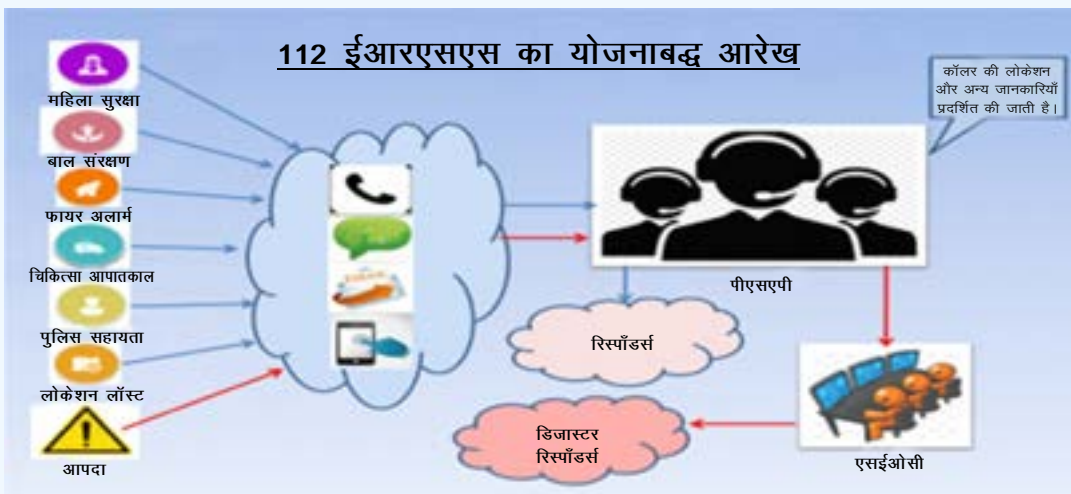 112 ईआरएसएस का योजनाबद्ध आरेख
महिला सुरक्षा
बाल संरक्षण
फायर अलार्म
चिकित्सा आपातकाल
पुलिस सहायता
लोकेशन लॉस्ट
आपदा
कॉलर की लोकेशन
और अन्य जानकारियाँ
प्रदर्शित की जाती है।
पीएसएपी
रिस्पॉंडर्स
एसईओसी
डिजास्टर
रिस्पॉंडर्स